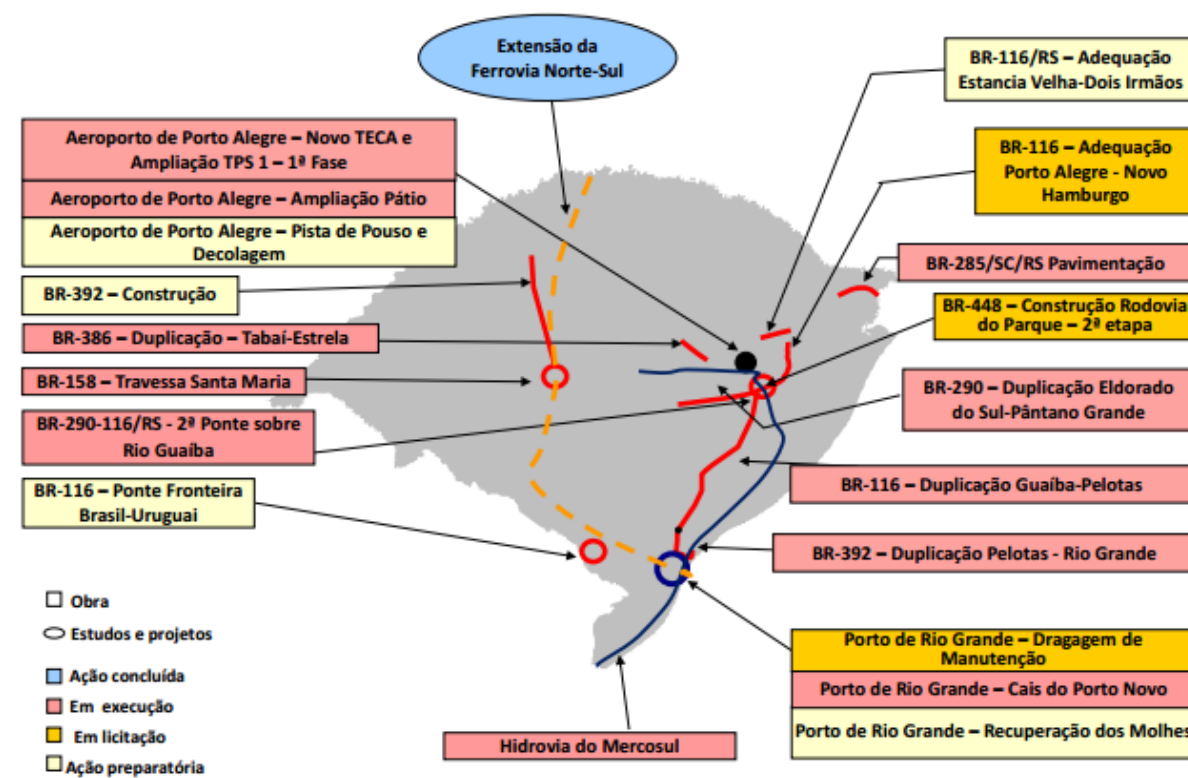 Extensão da
Ferrovia Norte-Sul
BR-116/RS – Adequação
Estancia Velha-Dois Irmãos
Aeroporto de Porto Alegre – Novo TECA e
Ampliação TPS 1 – 1ª Fase
Aeroporto de Porto Alegre – Ampliação Pátio
Aeroporto de Porto Alegre – Pista de Pouso e
Decolagem
BR-116 – Adequação
Porto Alegre - Novo
Hamburgo
BR-285/SC/RS Pavimentação
BR-392 – Construção
BR-448 – Construção Rodovia
do Parque – 2ª etapa
BR-386 – Duplicação – Tabaí-Estrela
BR-158 – Travessa Santa Maria
BR-290 – Duplicação Eldorado
do Sul-Pântano Grande
BR-290-116/RS - 2ª Ponte sobre
Rio Guaíba
BR-116 – Duplicação Guaíba-Pelotas
BR-116 – Ponte Fronteira
Brasil-Uruguai
BR-392 – Duplicação Pelotas - Rio Grande
Obra
Estudos e projetos
Ação concluída
Em execução
Em licitação
Ação preparatória
Porto de Rio Grande – Dragagem de
Manutenção
Porto de Rio Grande – Cais do Porto Novo
Porto de Rio Grande – Recuperação dos Molhes
Hidrovia do Mercosul